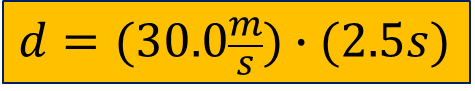 d = (30.0 m/s) · (2.5s)